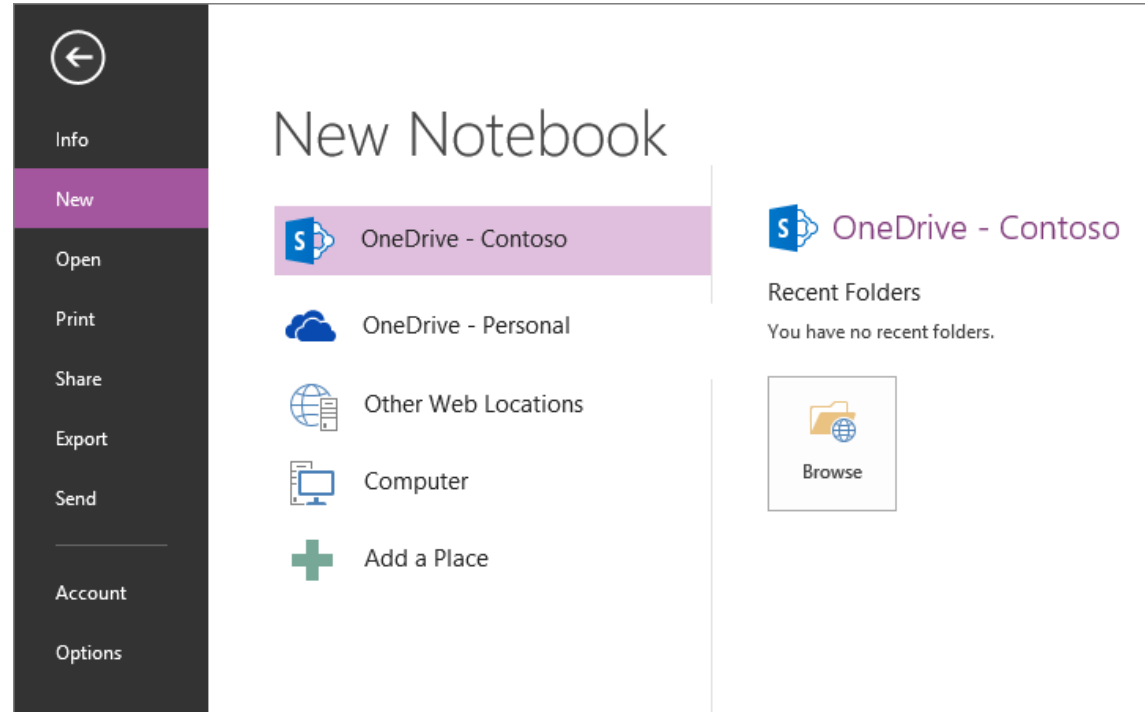 Info
New
Open
Print
Share
Export
Send
Account
Options
New Notebook
S
OneDrive - Contoso
OneDrive - Personal
Other Web Locations
Computer
Add a Place
S
OneDrive - Contoso
Recent Folders
You have no recent folders.
Browse